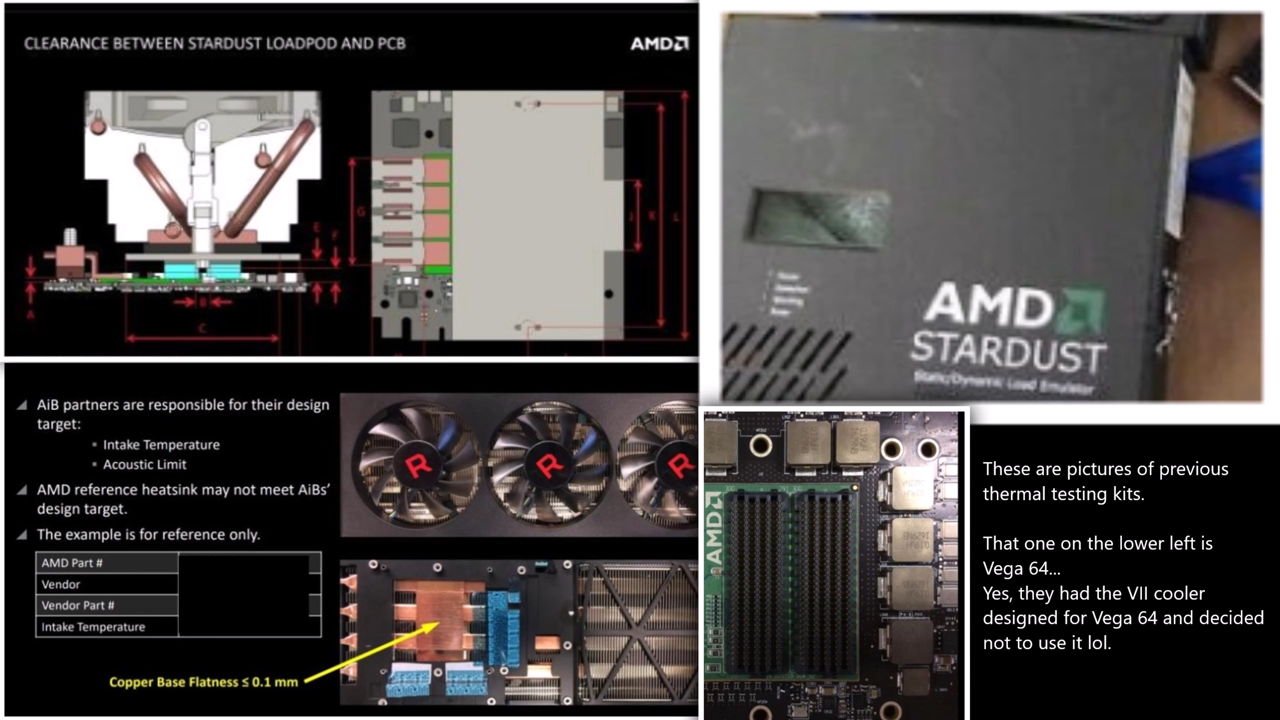 CLEARANCE BETWEEN STARDUST LOADPOD AND PCB
AMD
E
F
A
B
C
G
J
K
L
AMD
STARDUST
Static/Dynamic Load Emulator
AiB partners are responsible for their design
target:
Intake Temperature
Acoustic Limit
AMD reference heatsink may not meet AiBs'
design target.
The example is for reference only.
AMD Part #
Vendor
Vendor Part #
Intake Temperature
Copper Base Flatness ≤ 0.1 mm
R
R
R
AMD
These are pictures of previous
thermal testing kits.
That one on the lower left is
Vega 64...
Yes, they had the VII cooler
designed for Vega 64 and decided
not to use it lol.